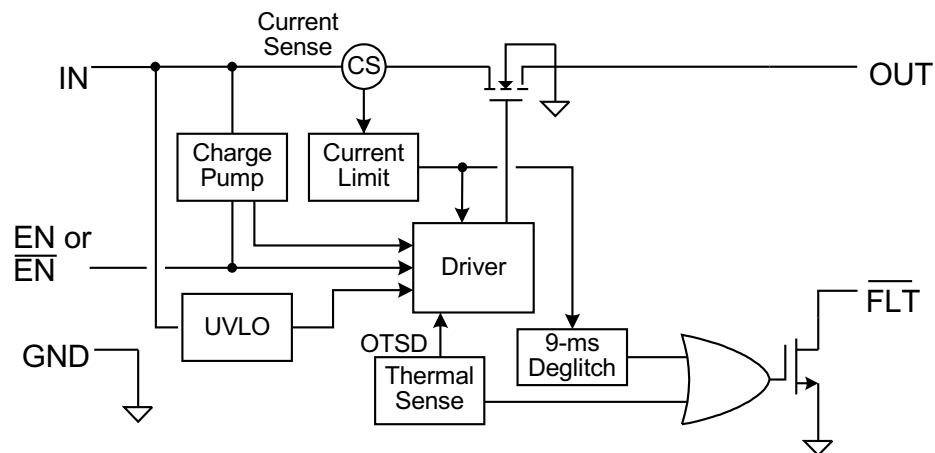 Current
Sense
IN
CS
OUT
Charge
Pump
Current
Limit
EN or
EN
Driver
UVLO
FLT
GND
OTSD
9-ms
Deglitch
Thermal
Sense